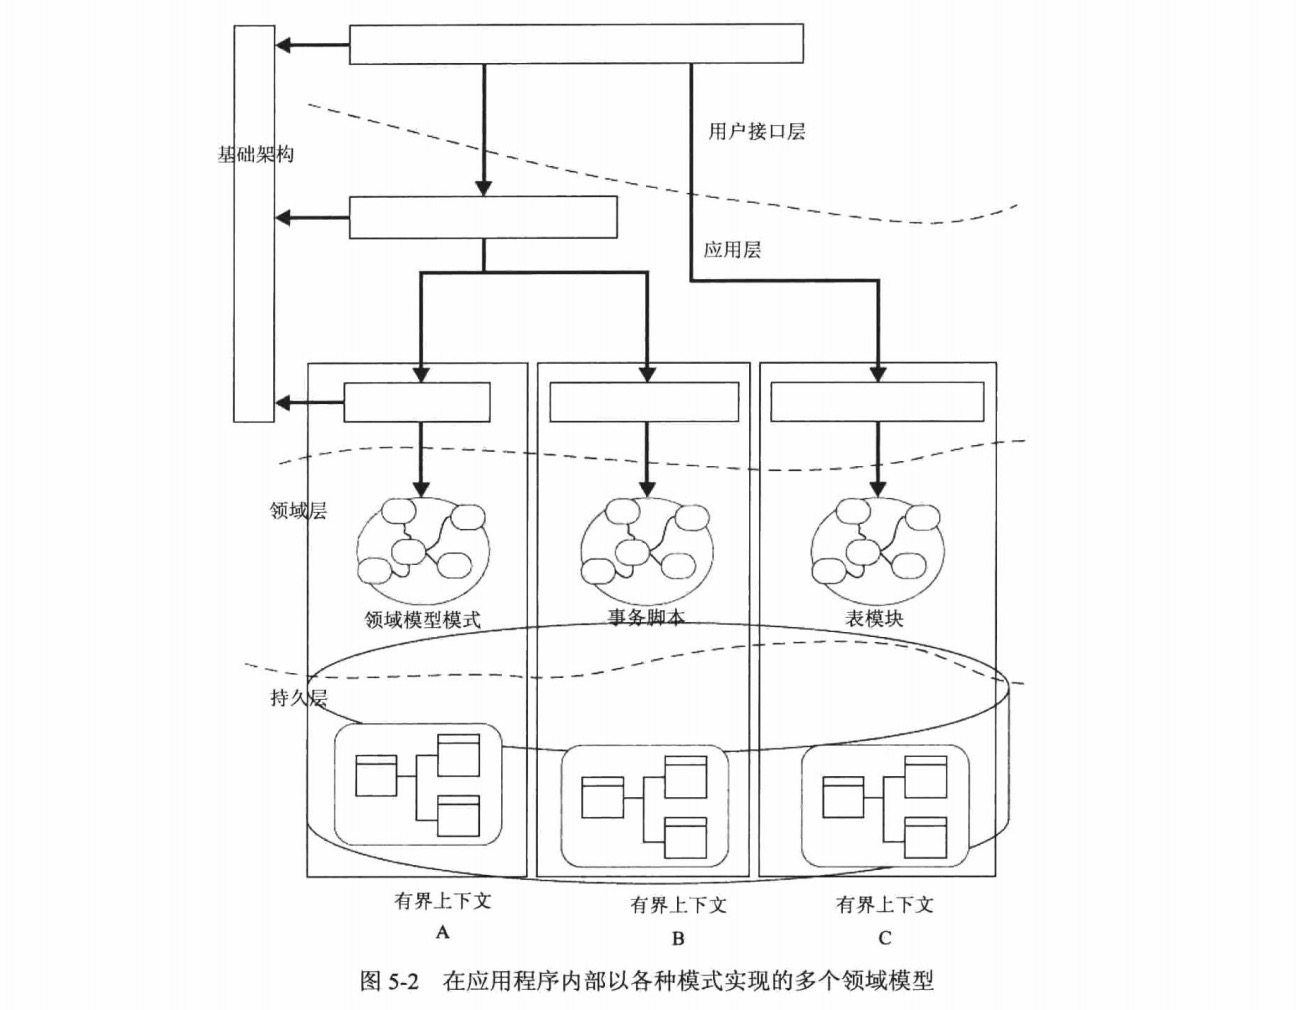 用户接口层
基础架构
应用层
领域层
领域模型模式
事务脚本
表模块
持久层
有界上下文
A
有界上下文
B
有界上下文
C
图 5-2 在应用程序内部以各种模式实现的多个领域模型